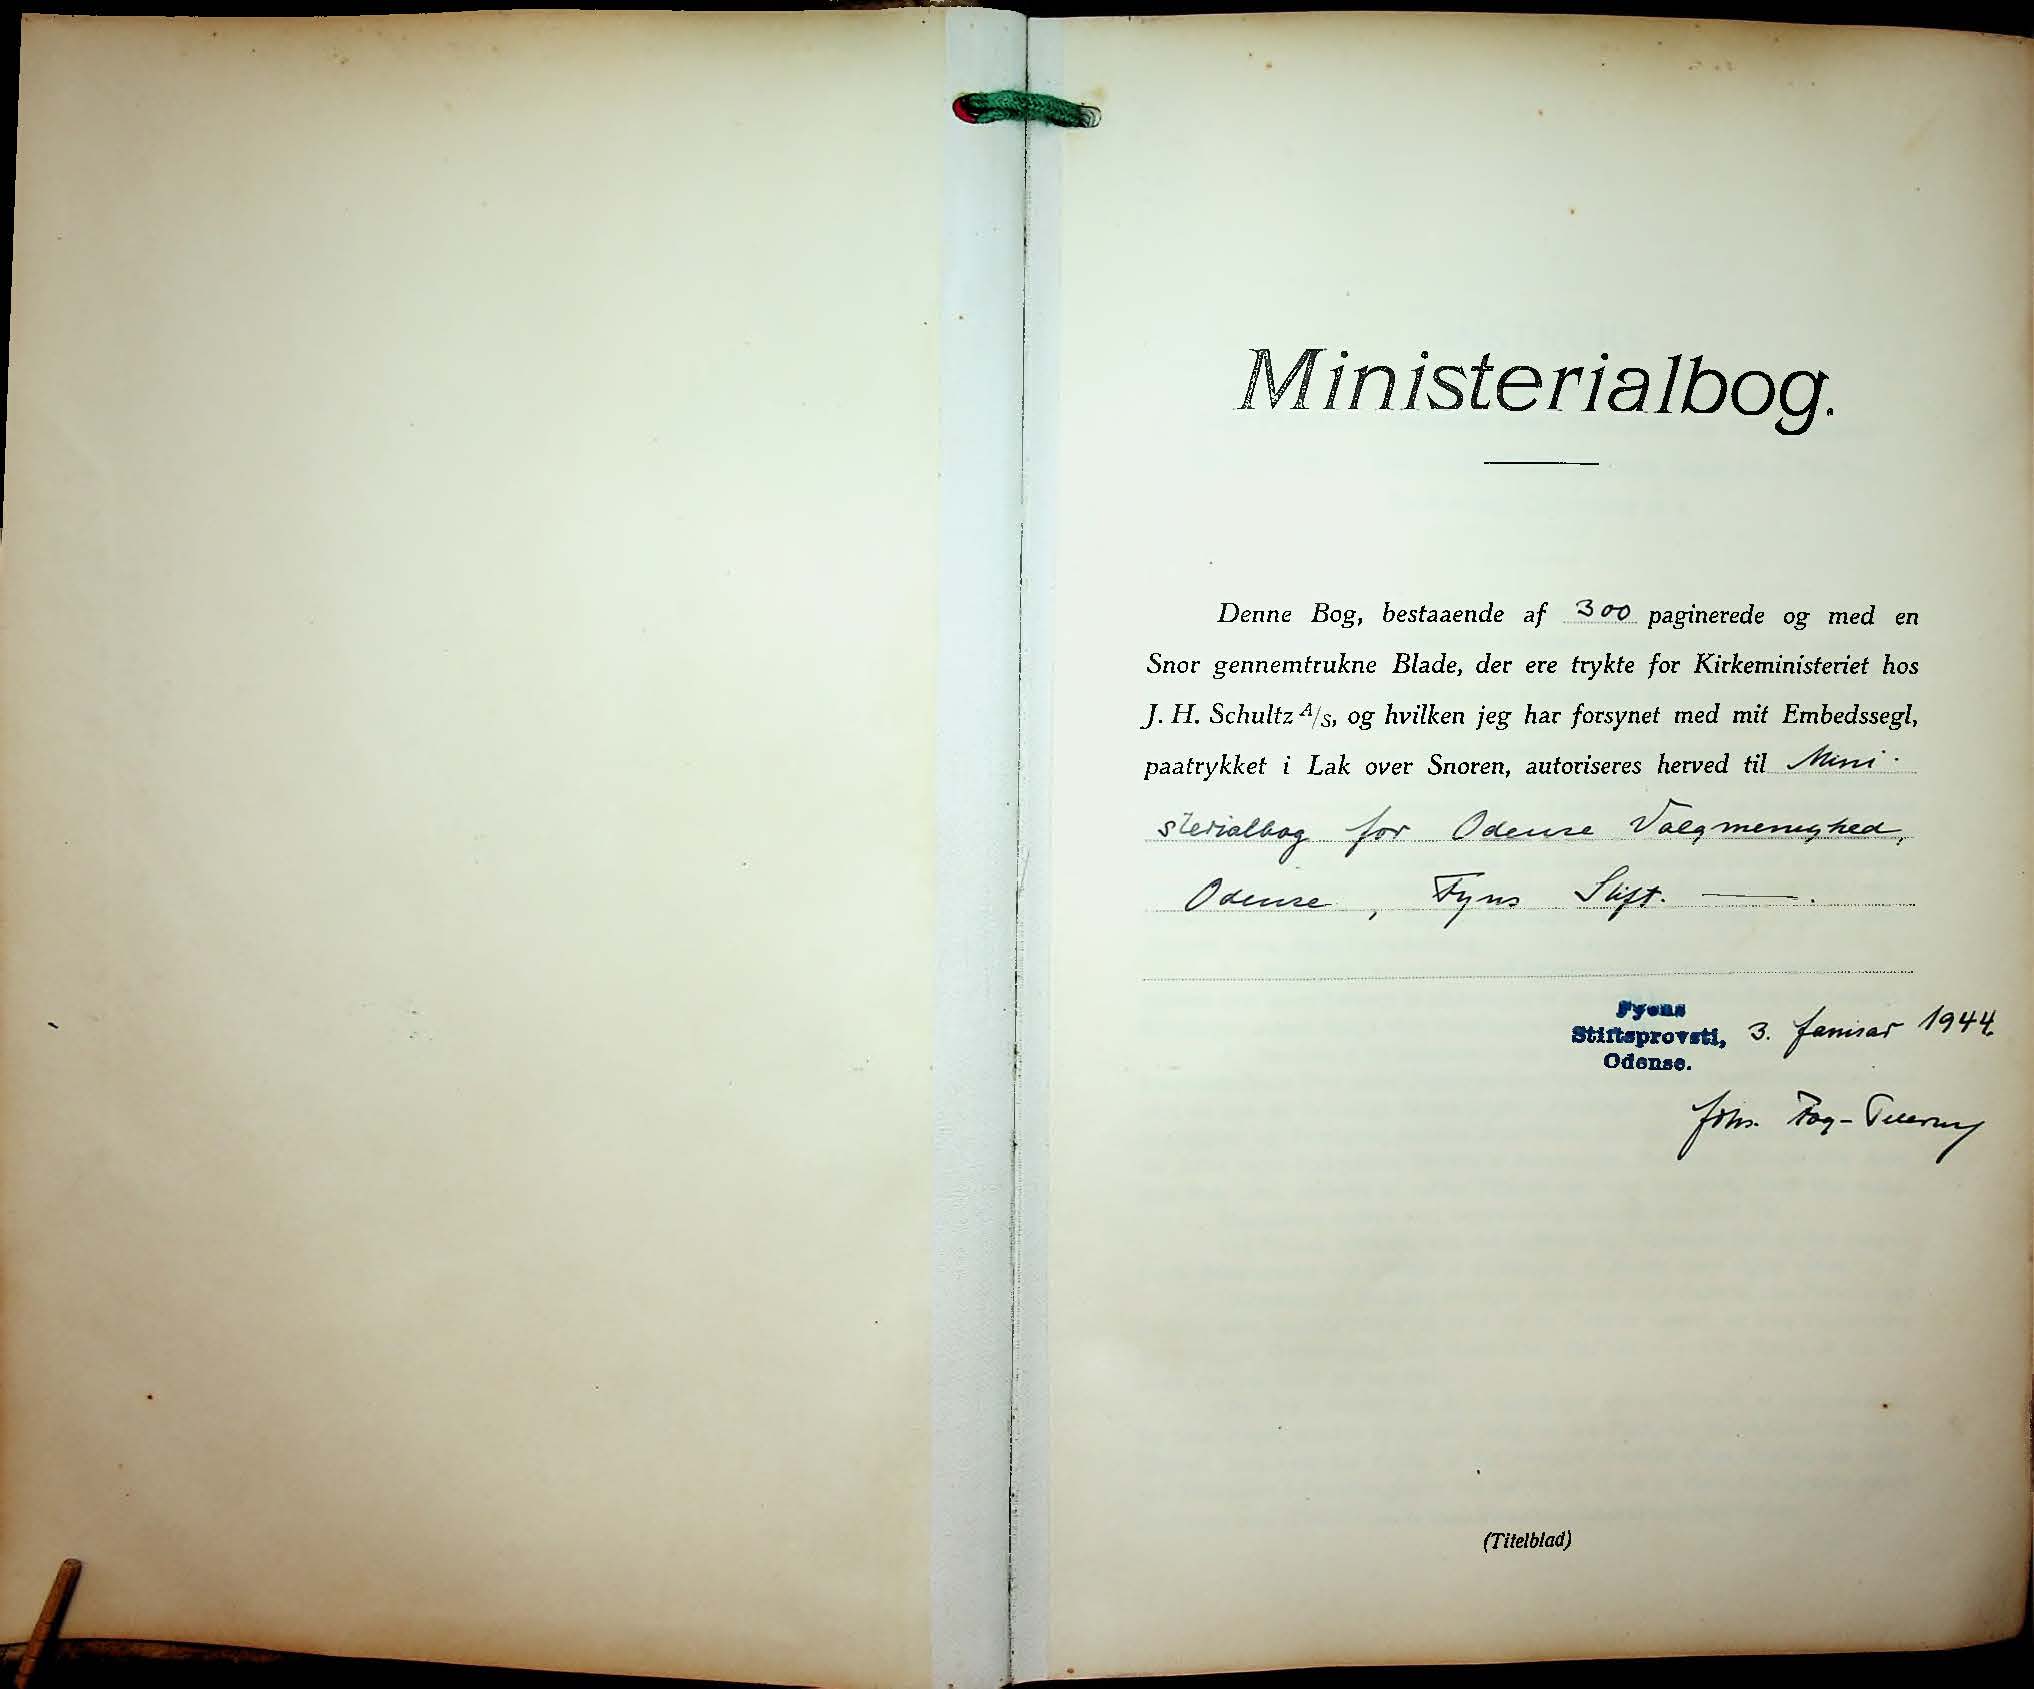 Ministerialbog.
Denne Bog, bestaaende af 300 paginerede og med en
Snor gennemtrukne Blade, der ere trykte for Kirkeministeriet hos
J. H. Schultz A/S, og hvilken jeg har forsynet med mit Embedssegl,
paatrykket i Lak over Snoren, autoriseres herved til Mini-
sterialbog for Odense Valgmenighed,
Odense, Fyns Stift. —.
Fyens
Stiftsprovsti, 3. Januar 1944.
Odense.
Johs. Fog-
(Titelblad)